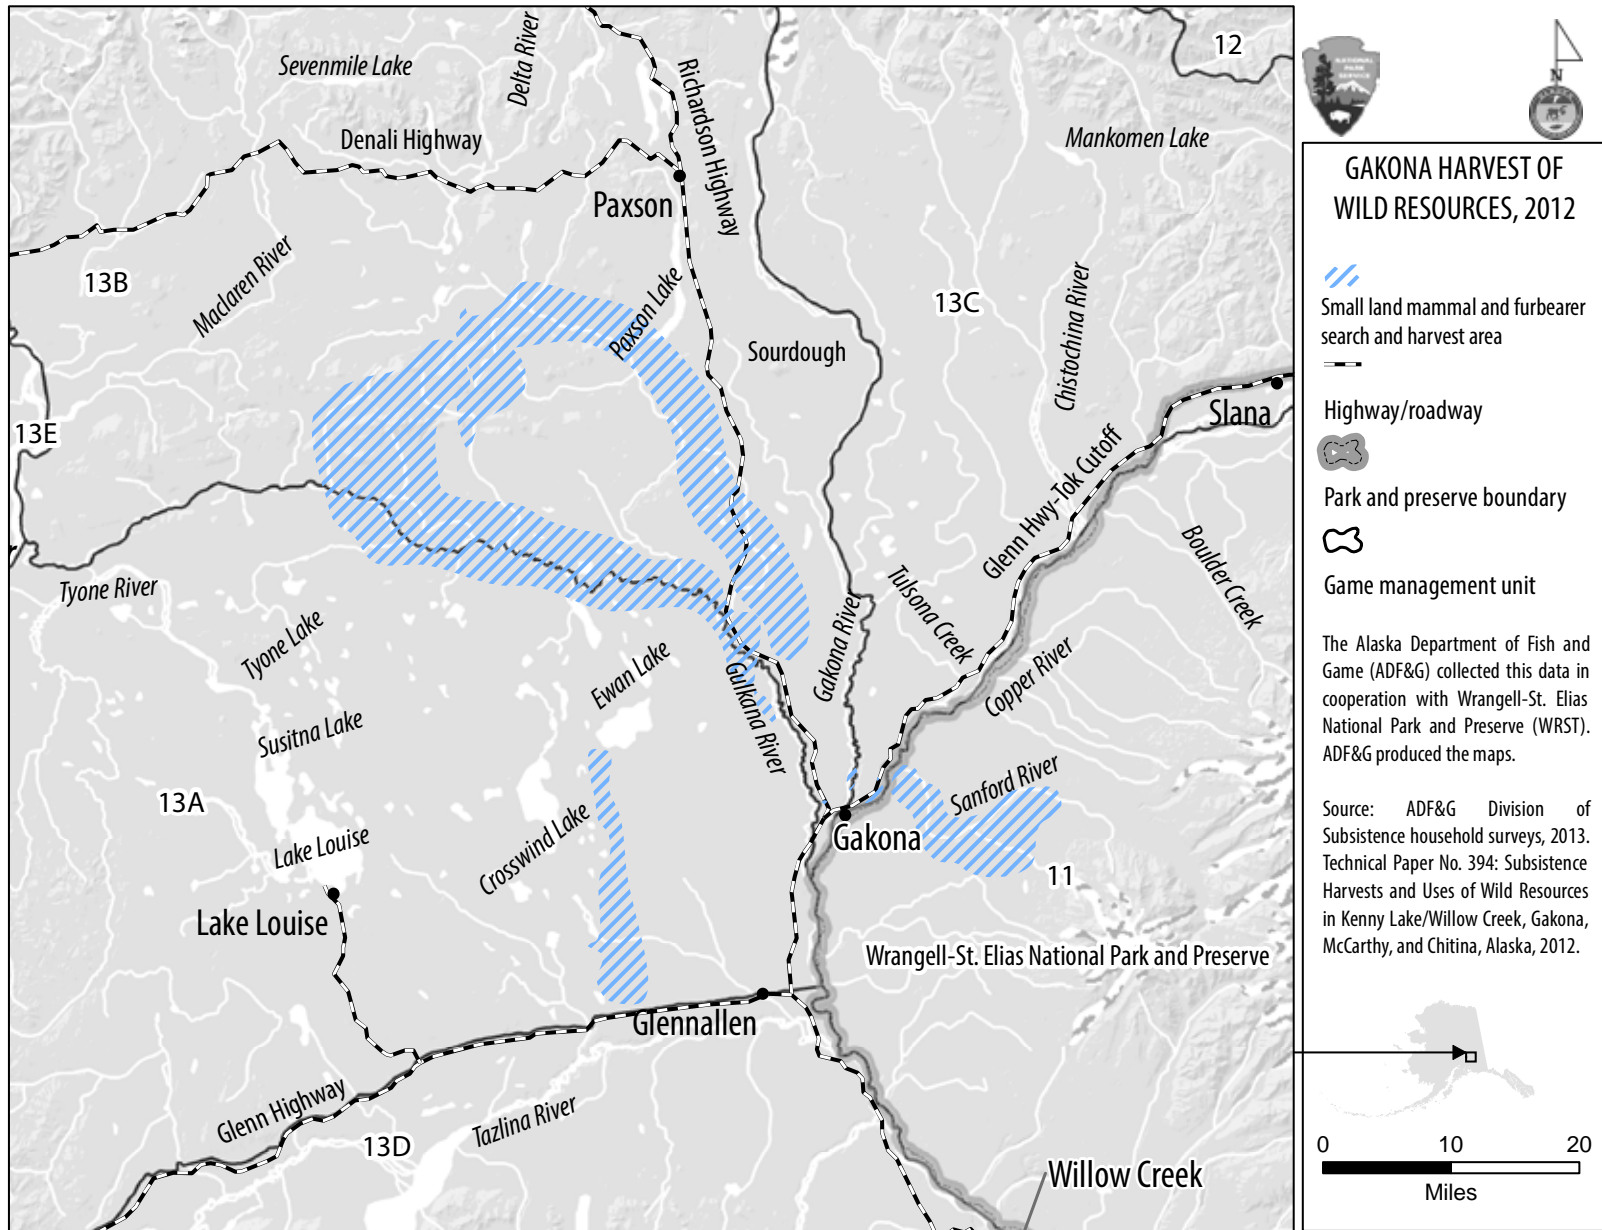 Sevenmile Lake
Delta River
Richardson Highway
12
Mankomen Lake
Denali Highway
Paxson
13B
Maclaren River
Paxson Lake
13C
Chistochina River
Sourdough
Slana
13E
Glenn Hwy-Tok Cutoff
Boulder Creek
Tyone River
Tyone Lake
Ewan Lake
Gulkana River
Gakona River
Tulsona Creek
Copper River
Susitna Lake
Sanford River
13A
Lake Louise
Crosswind Lake
Gakona
11
Lake Louise
Wrangell-St. Elias National Park and Preserve
Glennallen
Glenn Highway
Tazlina River
13D
Willow Creek
NATIONAL
PARK
SERVICE
N
GAKONA HARVEST OF
WILD RESOURCES, 2012
Small land mammal and furbearer
search and harvest area
Highway/roadway
Park and preserve boundary
Game management unit
The Alaska Department of Fish and
Game (ADF&G) collected this data in
cooperation with Wrangell-St. Elias
National Park and Preserve (WRST).
ADF&G produced the maps.
Source: ADF&G Division of
Subsistence household surveys, 2013.
Technical Paper No. 394: Subsistence
Harvests and Uses of Wild Resources
in Kenny Lake/Willow Creek, Gakona,
McCarthy, and Chitina, Alaska, 2012.
0 10 20
Miles